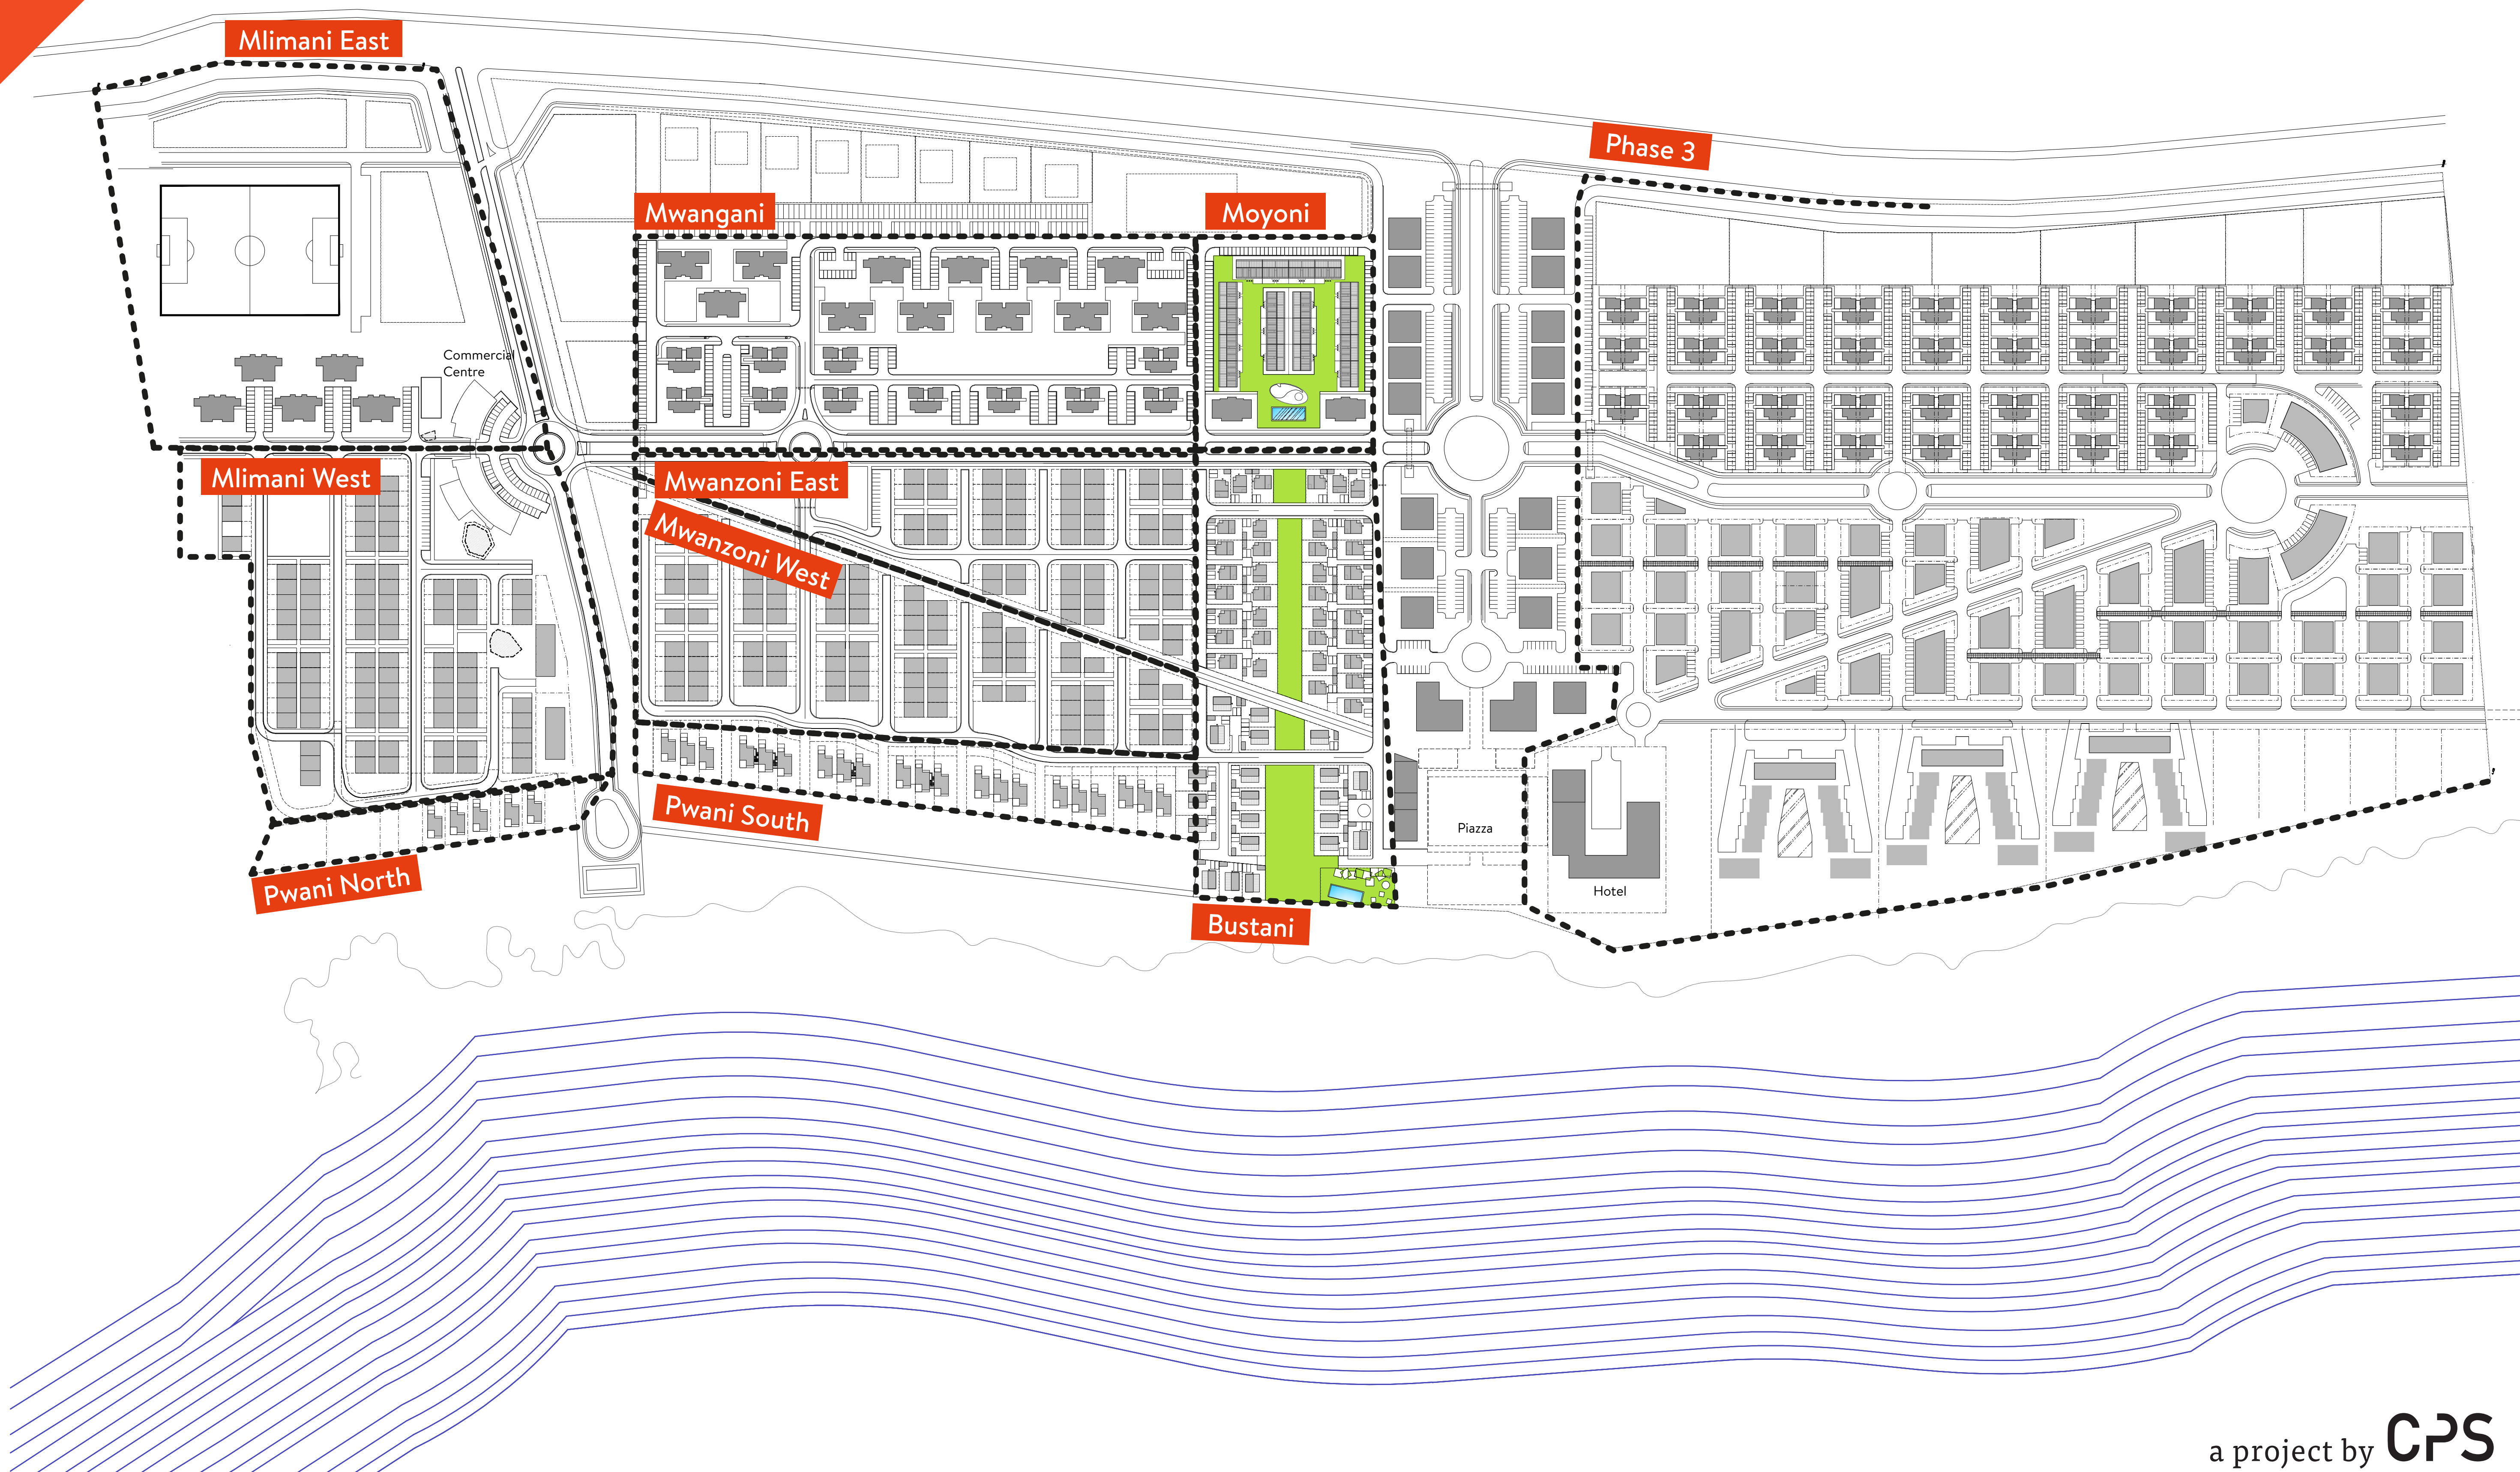 Mlimani East
Phase 3
Mwangani
Moyoni
Commercial
Centre
Mlimani West
Mwanzoni East
Mwanzoni West
Pwani South
Piazza
Pwani North
Hotel
Bustani
a project by CPS